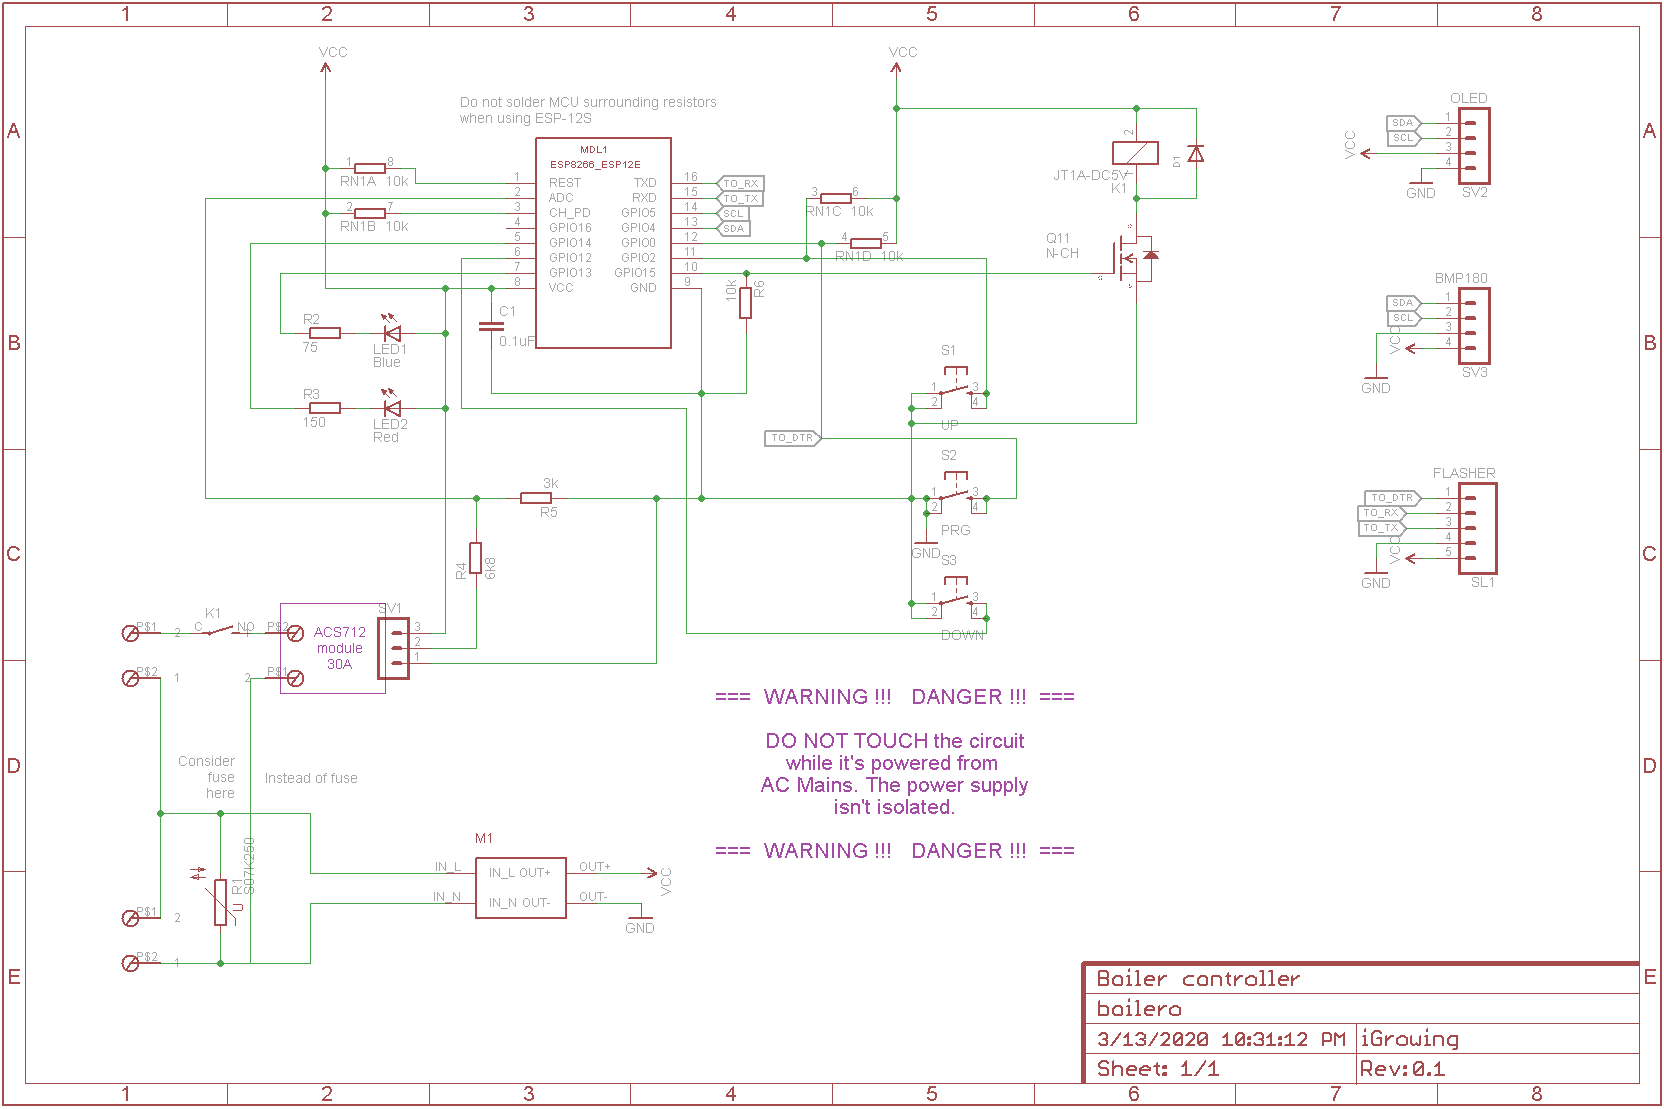 1 2 3 4 5 6 7 8
A
B
C
D
E
A
B
C
D
E
VCC
VCC
Do not solder MCU surrounding resistors
when using ESP-12S
MDL1
ESP8266_ESP12E
1 REST
2 ADC
3 CH_PD
4 GPIO16
5 GPIO14
6 GPIO12
7 GPIO13
8 VCC
TXD 16 TO_RX
RXD 15 TO_TX
GPIO5 14 SCL
GPIO4 13 SDA
GPIO0 12
GPIO2 11
GPIO15 10
GND 9
1 8
RN1A 10k
2 7
RN1B 10k
3 6
RN1C 10k
4 5
RN1D 10k
2
JT1A-DC5V
1
K1
D1
Q11
N-CH
R6
10k
C1
0.1uF
R2
75
LED1
Blue
R3
150
LED2
Red
TO_DTR
S1
1 3
2 4
UP
S2
1 3
2 4
PRG
GND
S3
1 3
2 4
DOWN
3k
R5
R4
6k8
OLED
SDA 1
SCL 2
VCC 3
4
GND
SV2
BMP180
SDA 1
SCL 2
3
VCC 4
GND
SV3
FLASHER
TO_DTR 1
TO_RX 2
TO_TX 3
4
VCC 5
GND
SL1
K1
P$1 2 C NO 1 P$2
P$2 1 2 P$1
ACS712
module
30A
SV1
3
2
1
=== WARNING !!! DANGER !!! ===
DO NOT TOUCH the circuit
while it's powered from
AC Mains. The power supply
isn't isolated.
=== WARNING !!! DANGER !!! ===
Consider
fuse
here
Instead of fuse
R1
S07K250
U
P$1 2
P$2 1
M1
IN_L IN_L OUT+ OUT+
IN_N IN_N OUT- OUT-
VCC
GND
Boiler controller
boilera
3/13/2020 10:31:12 PM iGrowing
Sheet: 1/1 Rev:0.1
1 2 3 4 5 6 7 8